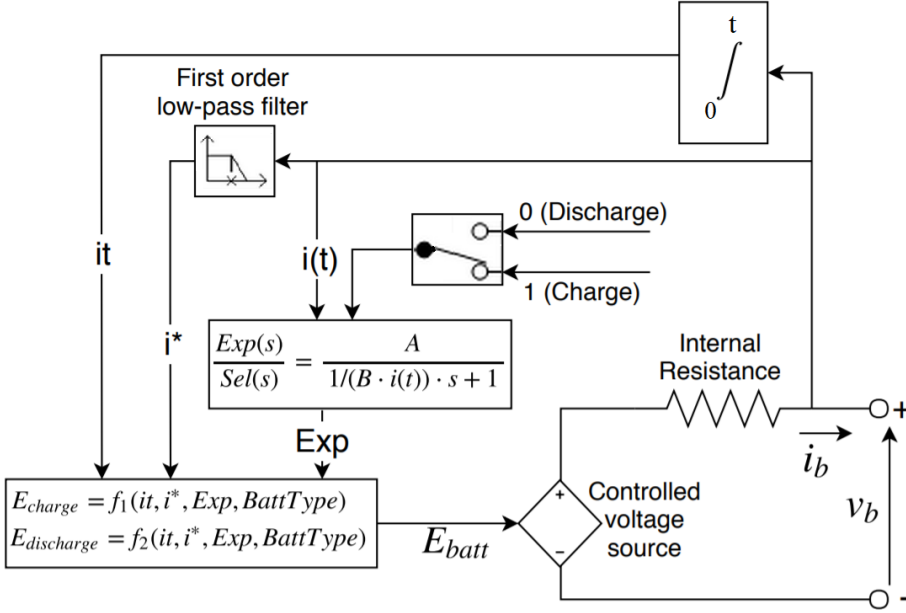 t
∫
0
First order
low-pass filter
0 (Discharge)
it
i(t)
1 (Charge)
i*
Exp(s)/Sel(s) = A/(1/(B · i(t)) · s + 1)
Internal
Resistance
+
Exp
i_b
E_charge = f_1(it, i*, Exp, BattType)
E_discharge = f_2(it, i*, Exp, BattType)
E_batt
+
−
Controlled
voltage
source
v_b
-